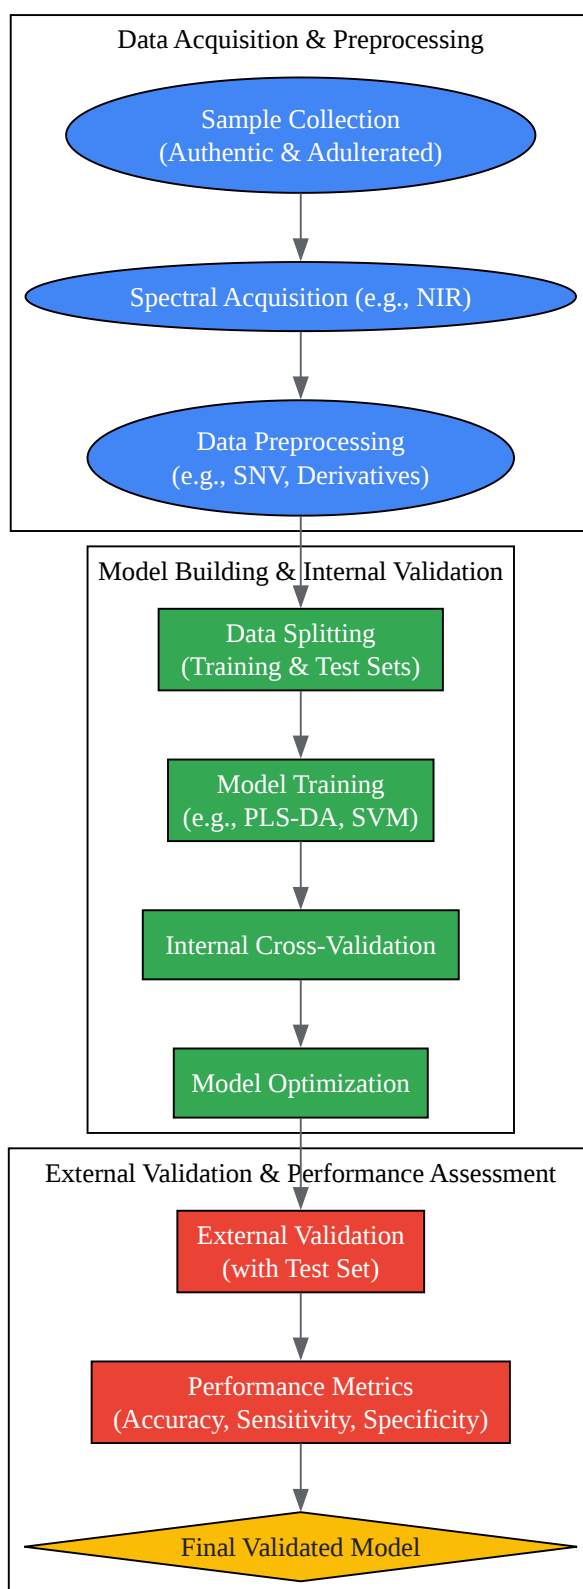 Data Acquisition & Preprocessing
Sample Collection
(Authentic & Adulterated)
Spectral Acquisition (e.g., NIR)
Data Preprocessing
(e.g., SNV, Derivatives)
Model Building & Internal Validation
Data Splitting
(Training & Test Sets)
Model Training
(e.g., PLS-DA, SVM)
Internal Cross-Validation
Model Optimization
External Validation & Performance Assessment
External Validation
(with Test Set)
Performance Metrics
(Accuracy, Sensitivity, Specificity)
Final Validated Model